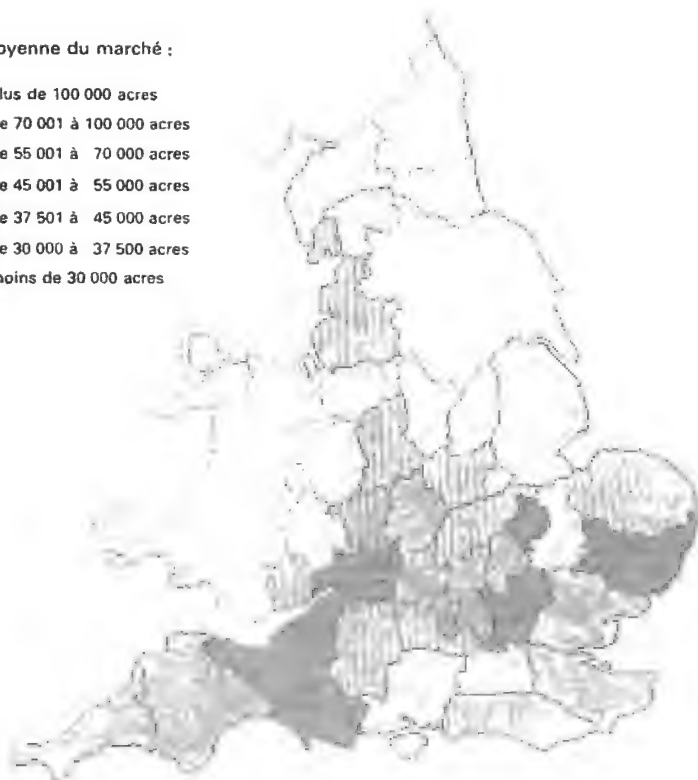 oyenne du marché :
lus de 100 000 acres
e 70 001 à 100 000 acres
e 55 001 à 70 000 acres
e 45 001 à 55 000 acres
e 37 501 à 45 000 acres
e 30 000 à 37 500 acres
oins de 30 000 acres